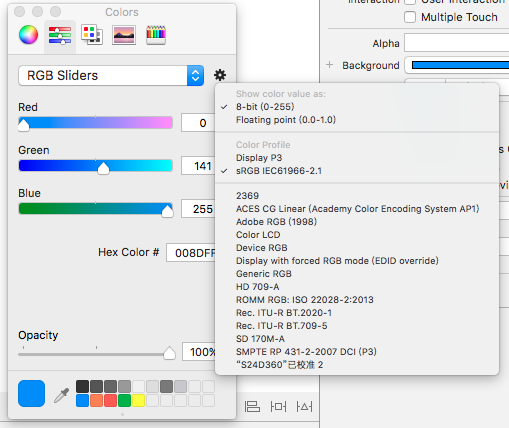 Colors
RGB Sliders
Red
0
Green
141
Blue
255
Hex Color #
008DFF
Opacity
100%
Interaction
User Interaction
Multiple Touch
Alpha
Background
Show color value as:
✓ 8-bit (0-255)
Floating point (0.0-1.0)
Color Profile
Display P3
✓ sRGB IEC61966-2.1
2369
ACES CG Linear (Academy Color Encoding System AP1)
Adobe RGB (1998)
Color LCD
Device RGB
Display with forced RGB mode (EDID override)
Generic RGB
HD 709-A
ROMM RGB: ISO 22028-2:2013
Rec. ITU-R BT.2020-1
Rec. ITU-R BT.709-5
SD 170M-A
SMPTE RP 431-2-2007 DCI (P3)
“S24D360”已校准 2